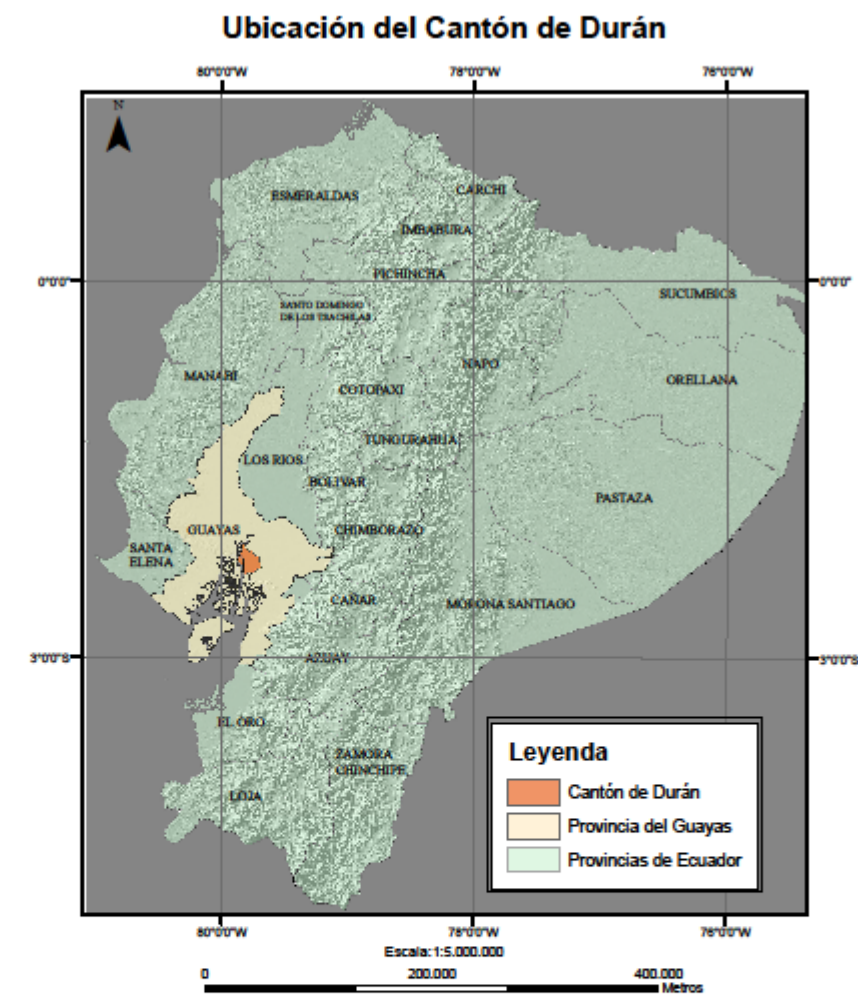 Ubicación del Cantón de Durán
80°0'0"W 78°0'0"W 76°0'0"W
N
ESMERALDAS
CARCHI
IMBABURA
PICHINCHA
0°0'0" 0°0'0"
SUCUMBIOS
SANTO DOMINGO
DE LOS TSACHILAS
NAPO
MANABI
ORELLANA
COTOPAXI
TUNGURAHUA
LOS RIOS
BOLIVAR
PASTAZA
GUAYAS
CHIMBORAZO
SANTA
ELENA
CAÑAR
MORONA SANTIAGO
3°0'0"S 3°0'0"S
AZUAY
EL ORO
ZAMORA
CHINCHIPE
LOJA
Leyenda
Cantón de Durán
Provincia del Guayas
Provincias de Ecuador
80°0'0"W 78°0'0"W 76°0'0"W
Escala: 1:5.000.000
0 200.000 400.000
Metros